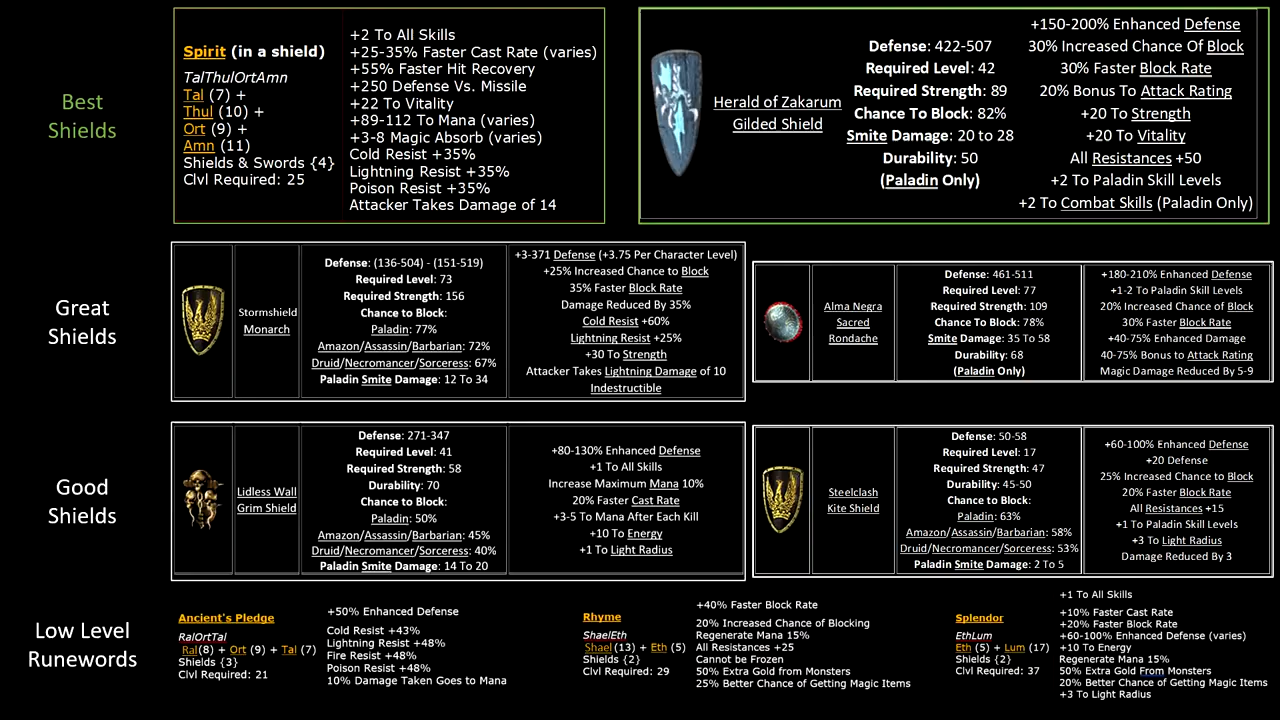 Best
Shields
Spirit (in a shield)
TalThulOrtAmn
Tal (7) +
Thul (10) +
Ort (9) +
Amn (11)
Shields & Swords {4}
Clvl Required: 25
+2 To All Skills
+25-35% Faster Cast Rate (varies)
+55% Faster Hit Recovery
+250 Defense Vs. Missile
+22 To Vitality
+89-112 To Mana (varies)
+3-8 Magic Absorb (varies)
Cold Resist +35%
Lightning Resist +35%
Poison Resist +35%
Attacker Takes Damage of 14
Herald of Zakarum
Gilded Shield
Defense: 422-507
Required Level: 42
Required Strength: 89
Chance To Block: 82%
Smite Damage: 20 to 28
Durability: 50
(Paladin Only)
+150-200% Enhanced Defense
30% Increased Chance Of Block
30% Faster Block Rate
20% Bonus To Attack Rating
+20 To Strength
+20 To Vitality
All Resistances +50
+2 To Paladin Skill Levels
+2 To Combat Skills (Paladin Only)
Great
Shields
Stormshield
Monarch
Defense: (136-504) - (151-519)
Required Level: 73
Required Strength: 156
Chance to Block:
Paladin: 77%
Amazon/Assassin/Barbarian: 72%
Druid/Necromancer/Sorceress: 67%
Paladin Smite Damage: 12 To 34
+3-371 Defense (+3.75 Per Character Level)
+25% Increased Chance to Block
35% Faster Block Rate
Damage Reduced By 35%
Cold Resist +60%
Lightning Resist +25%
+30 To Strength
Attacker Takes Lightning Damage of 10
Indestructible
Alma Negra
Sacred
Rondache
Defense: 461-511
Required Level: 77
Required Strength: 109
Chance To Block: 78%
Smite Damage: 35 To 58
Durability: 68
(Paladin Only)
+180-210% Enhanced Defense
+1-2 To Paladin Skill Levels
20% Increased Chance of Block
30% Faster Block Rate
+40-75% Enhanced Damage
40-75% Bonus to Attack Rating
Magic Damage Reduced By 5-9
Good
Shields
Lidless Wall
Grim Shield
Defense: 271-347
Required Level: 41
Required Strength: 58
Durability: 70
Chance to Block:
Paladin: 50%
Amazon/Assassin/Barbarian: 45%
Druid/Necromancer/Sorceress: 40%
Paladin Smite Damage: 14 To 20
+80-130% Enhanced Defense
+1 To All Skills
Increase Maximum Mana 10%
20% Faster Cast Rate
+3-5 To Mana After Each Kill
+10 To Energy
+1 To Light Radius
Steelclash
Kite Shield
Defense: 50-58
Required Level: 17
Required Strength: 47
Durability: 45-50
Chance to Block:
Paladin: 63%
Amazon/Assassin/Barbarian: 58%
Druid/Necromancer/Sorceress: 53%
Paladin Smite Damage: 2 To 5
+60-100% Enhanced Defense
+20 Defense
25% Increased Chance to Block
20% Faster Block Rate
All Resistances +15
+1 To Paladin Skill Levels
+3 To Light Radius
Damage Reduced By 3
Low Level
Runewords
Ancient's Pledge
RalOrtTal
Ral(8) + Ort (9) + Tal (7)
Shields {3}
Clvl Required: 21
+50% Enhanced Defense
Cold Resist +43%
Lightning Resist +48%
Fire Resist +48%
Poison Resist +48%
10% Damage Taken Goes to Mana
Rhyme
ShaelEth
Shael (13) + Eth (5)
Shields {2}
Clvl Required: 29
+40% Faster Block Rate
20% Increased Chance of Blocking
Regenerate Mana 15%
All Resistances +25
Cannot be Frozen
50% Extra Gold from Monsters
25% Better Chance of Getting Magic Items
Splendor
EthLum
Eth (5) + Lum (17)
Shields {2}
Clvl Required: 37
+1 To All Skills
+10% Faster Cast Rate
+20% Faster Block Rate
+60-100% Enhanced Defense (varies)
+10 To Energy
Regenerate Mana 15%
50% Extra Gold From Monsters
20% Better Chance of Getting Magic Items
+3 To Light Radius